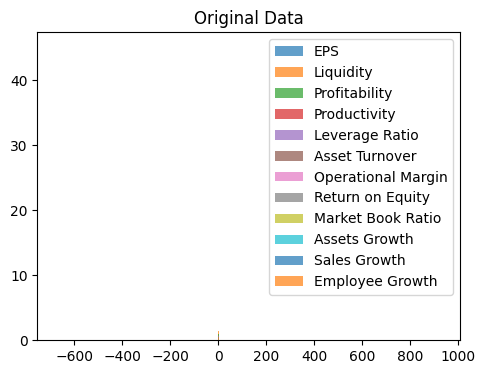 Original Data
EPS
Liquidity
Profitability
Productivity
Leverage Ratio
Asset Turnover
Operational Margin
Return on Equity
Market Book Ratio
Assets Growth
Sales Growth
Employee Growth
40
30
20
10
0
−600 −400 −200 0 200 400 600 800 1000